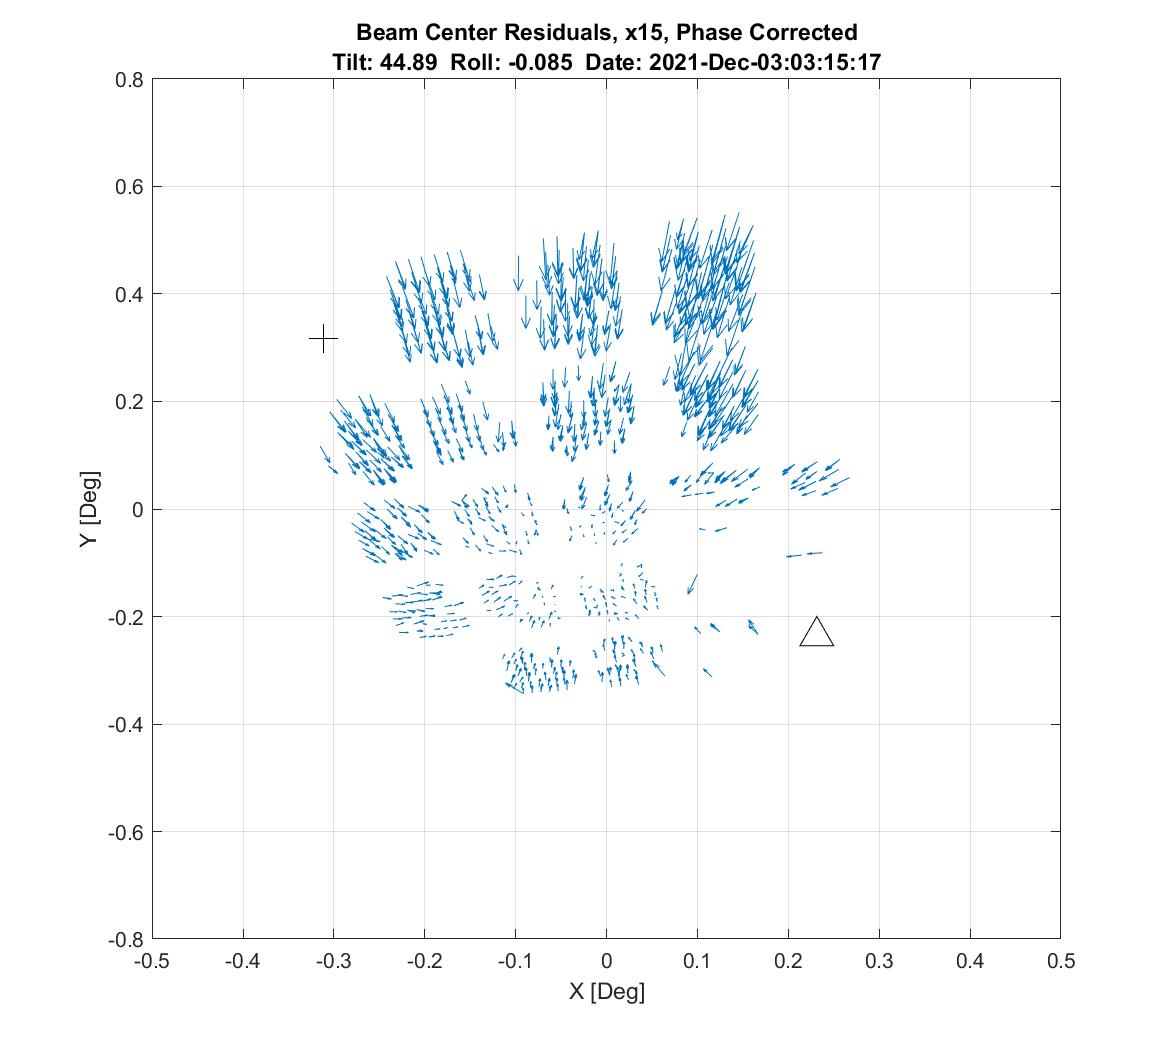 Beam Center Residuals, x15, Phase Corrected
Tilt: 44.89 Roll: -0.085 Date: 2021-Dec-03:03:15:17
0.8
0.6
0.4
0.2
0
-0.2
-0.4
-0.6
-0.8
Y [Deg]
-0.5 -0.4 -0.3 -0.2 -0.1 0 0.1 0.2 0.3 0.4 0.5
X [Deg]